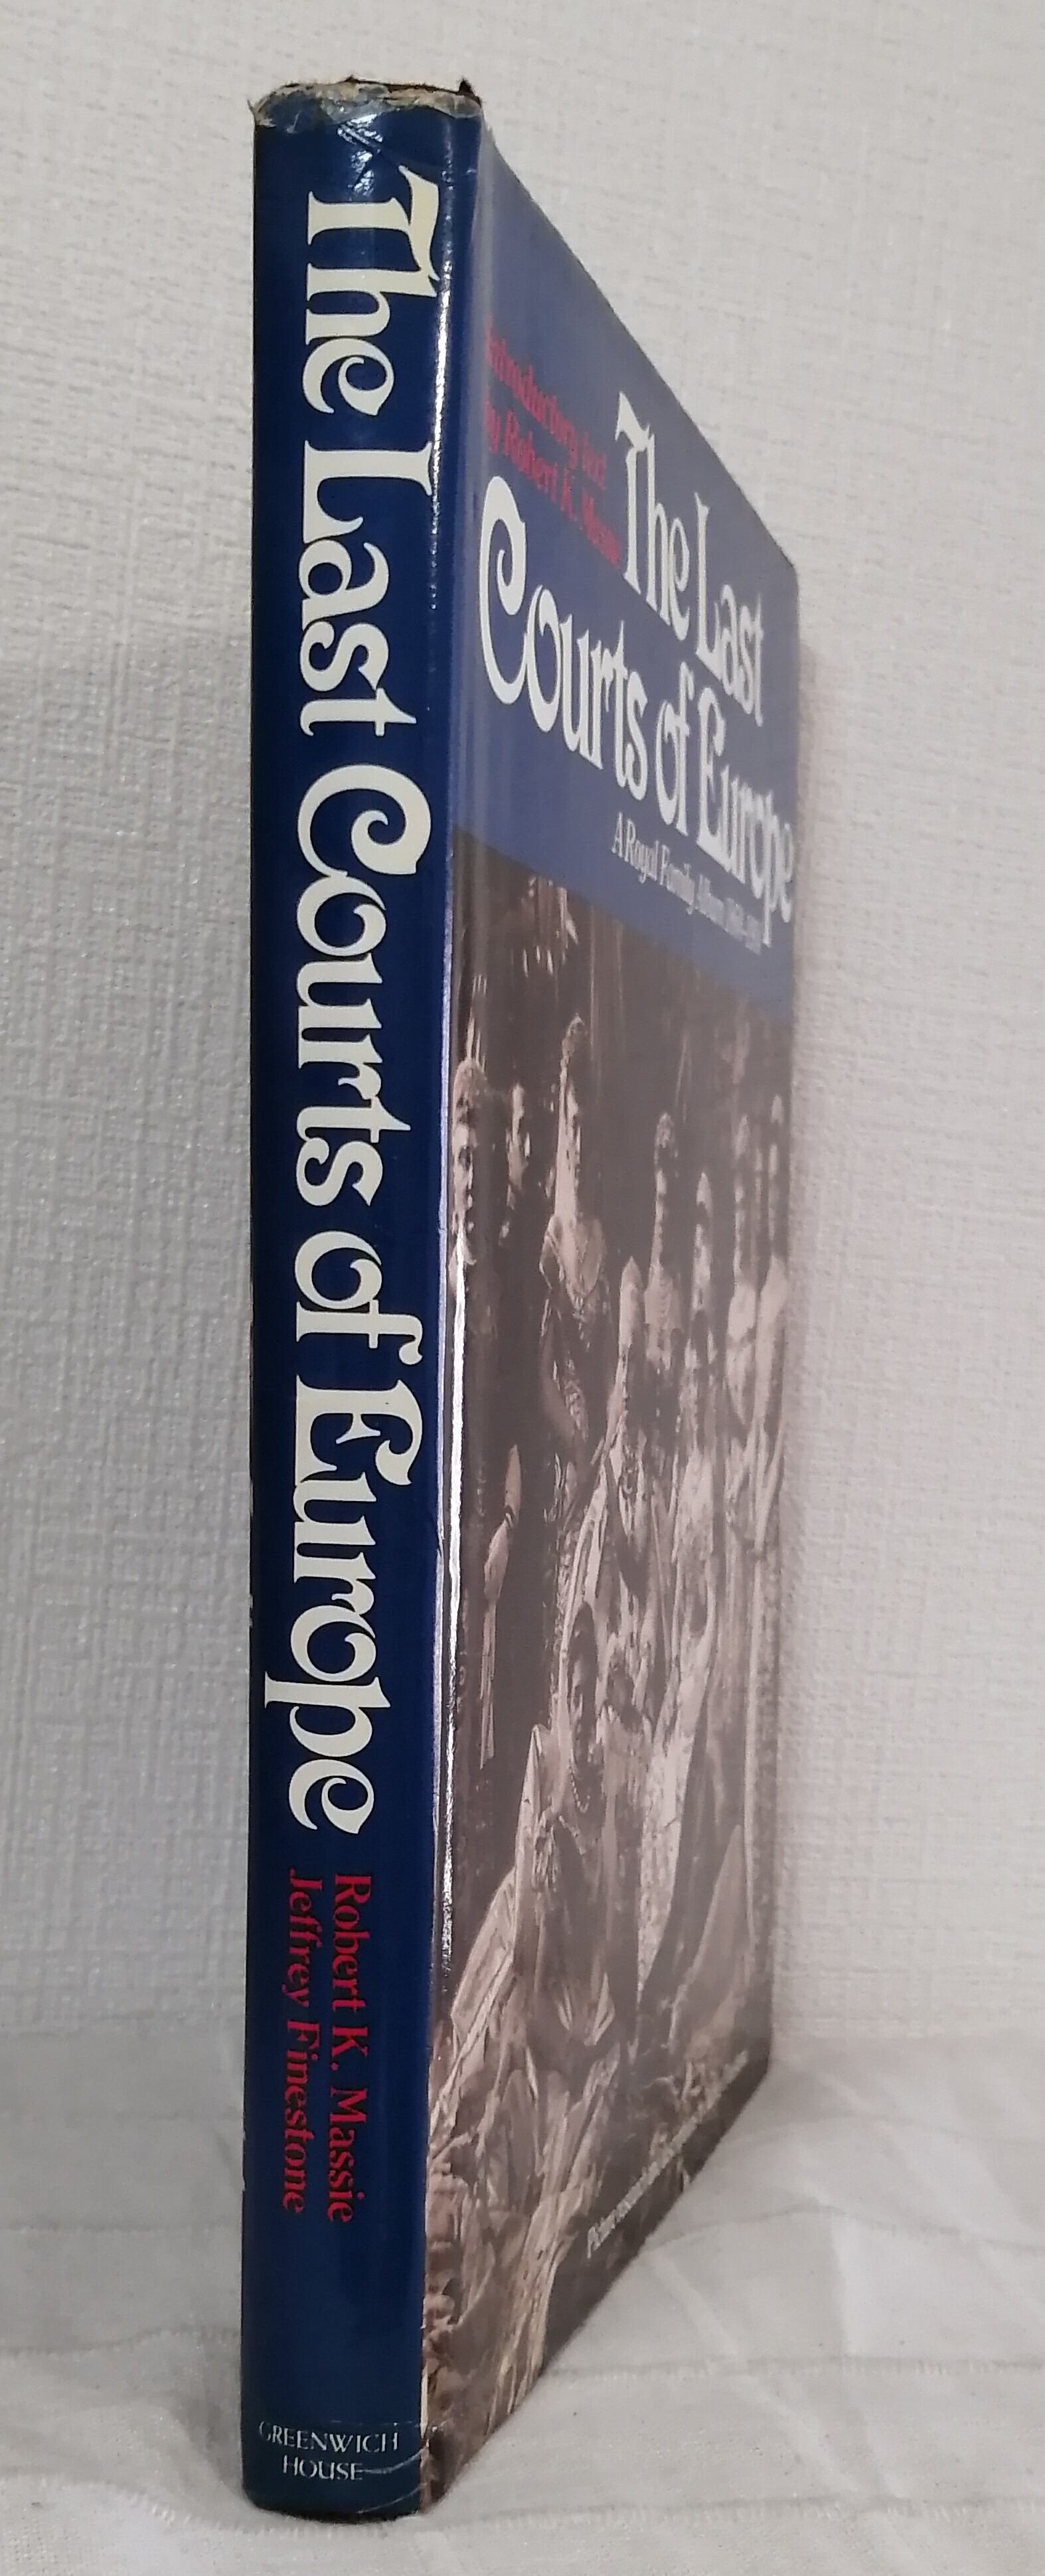 The Last Courts of Europe
Robert K. Massie
Jeffrey Finestone
GREENWICH
HOUSE
Introductory text
by Robert K. Massie
The Last
Courts of Europe
A Royal Family Album